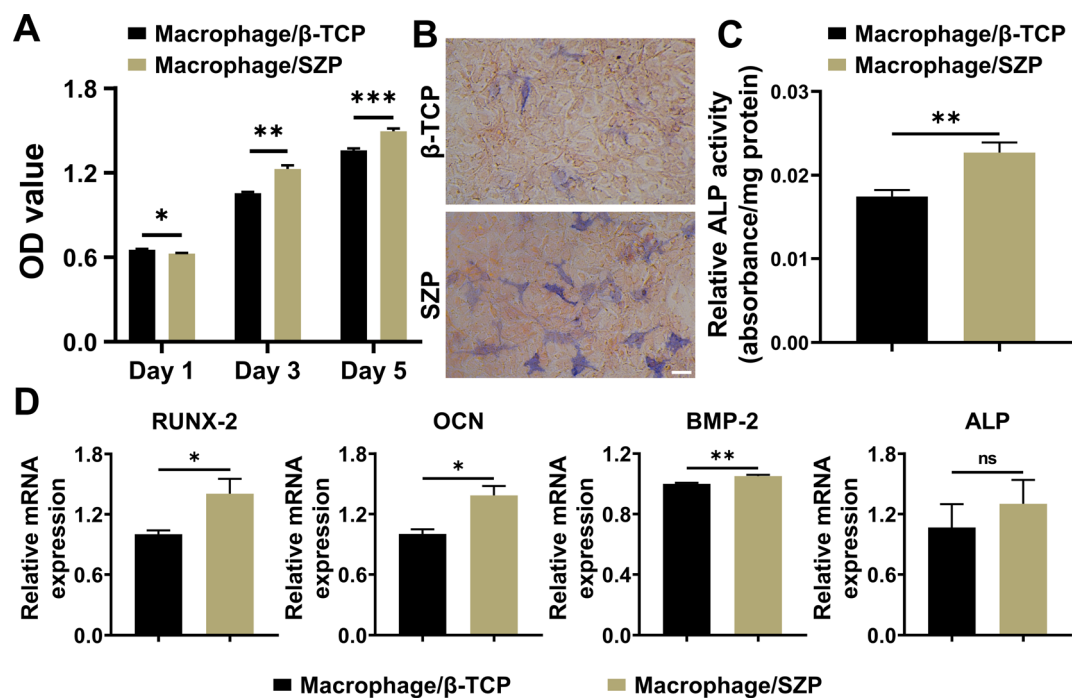 A
Macrophage/β-TCP
Macrophage/SZP
OD value
1.8
1.2
0.6
0.0
*
**
***
Day 1
Day 3
Day 5
B
β-TCP
SZP
C
Macrophage/β-TCP
Macrophage/SZP
Relative ALP activity
(absorbance/mg protein)
0.03
0.02
0.01
0.00
**
D
RUNX-2
Relative mRNA
expression
1.8
1.2
0.6
0.0
*
OCN
Relative mRNA
expression
1.8
1.2
0.6
0.0
*
BMP-2
Relative mRNA
expression
1.2
0.8
0.4
0.0
**
ALP
Relative mRNA
expression
1.8
1.2
0.6
0.0
ns
Macrophage/β-TCP
Macrophage/SZP